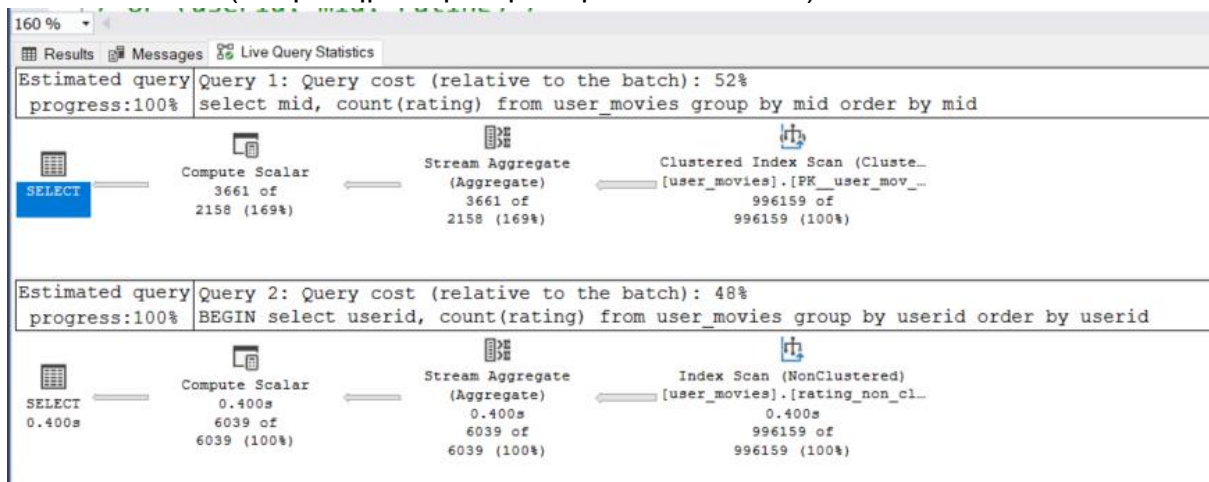 160 %
Results Messages Live Query Statistics
Estimated query Query 1: Query cost (relative to the batch): 52%
progress:100% select mid, count(rating) from user_movies group by mid order by mid
SELECT
Compute Scalar
3661 of
2158 (169%)
Stream Aggregate
(Aggregate)
3661 of
2158 (169%)
Clustered Index Scan (Cluste…
[user_movies].[PK__user_mov_…
996159 of
996159 (100%)
Estimated query Query 2: Query cost (relative to the batch): 48%
progress:100% BEGIN select userid, count(rating) from user_movies group by userid order by userid
SELECT
0.400s
Compute Scalar
0.400s
6039 of
6039 (100%)
Stream Aggregate
(Aggregate)
0.400s
6039 of
6039 (100%)
Index Scan (NonClustered)
[user_movies].[rating_non_cl…
0.400s
996159 of
996159 (100%)